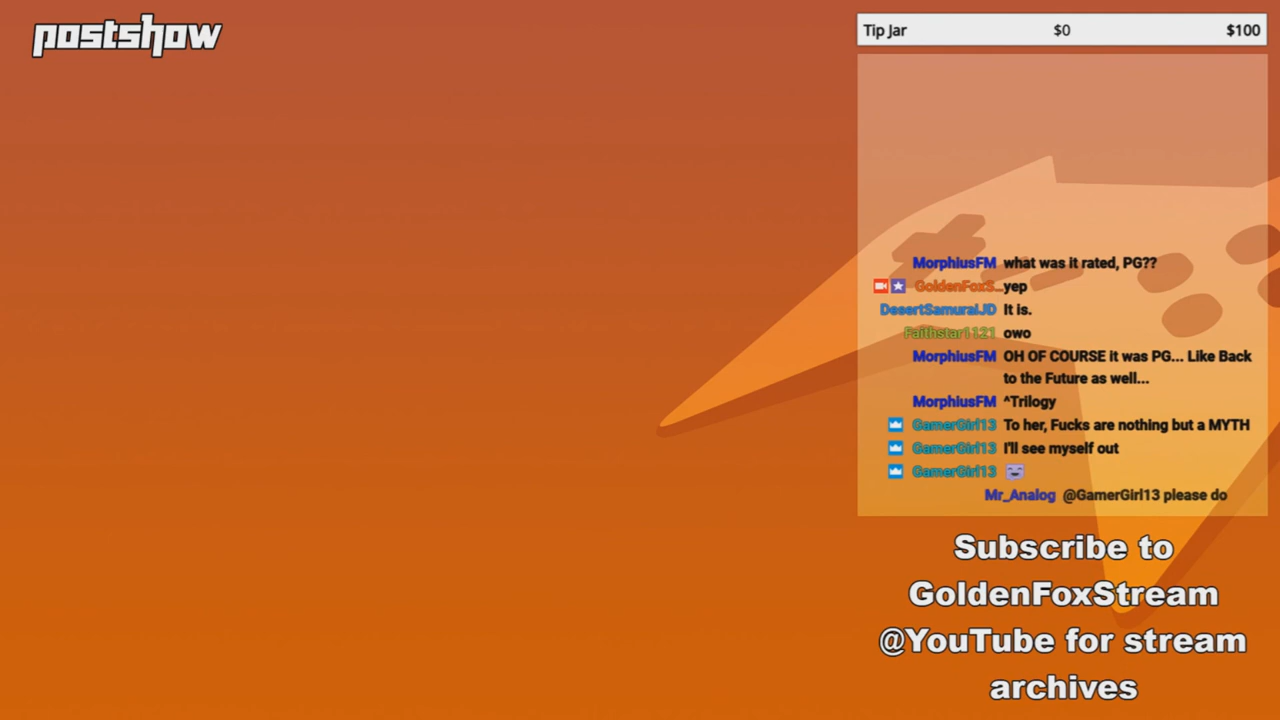 postshow
Tip Jar $0 $100
MorphiusFM what was it rated, PG??
GoldenFoxS... yep
DesertSamuraiJD It is.
Faithstar1121 owo
MorphiusFM OH OF COURSE it was PG... Like Back
to the Future as well...
MorphiusFM ^Trilogy
GamerGirl13 To her, Fucks are nothing but a MYTH
GamerGirl13 I'll see myself out
GamerGirl13
Mr_Analog @GamerGirl13 please do
Subscribe to
GoldenFoxStream
@YouTube for stream
archives